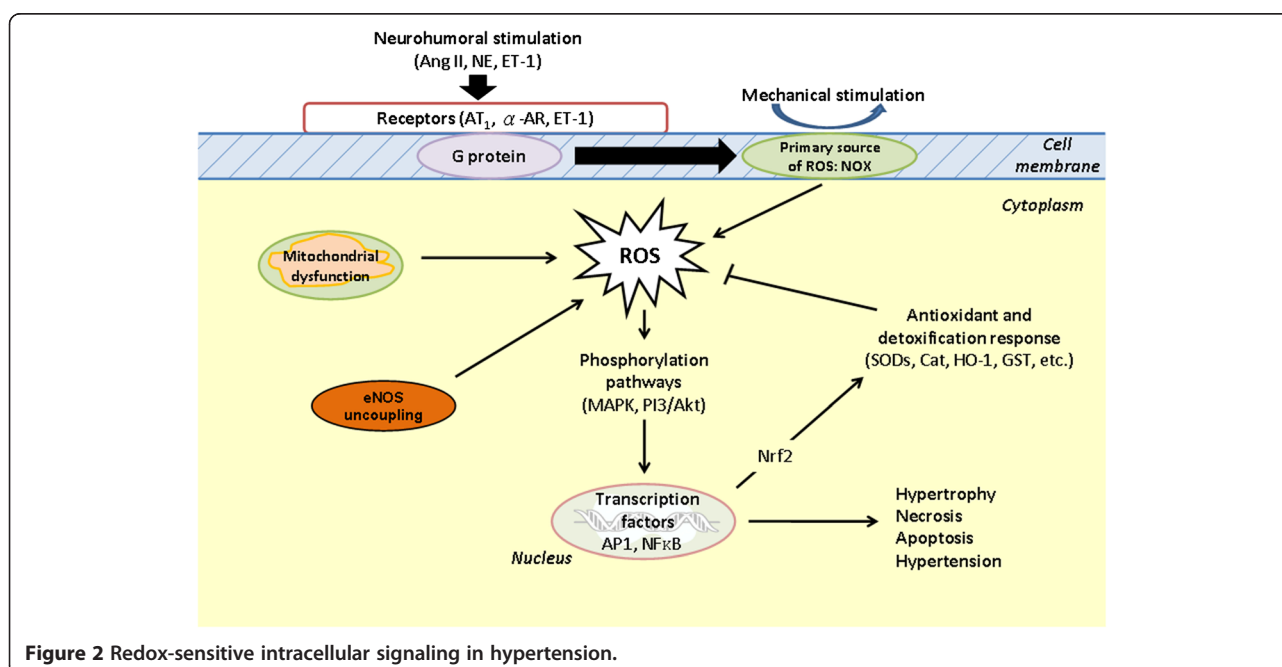 Neurohumoral stimulation
(Ang II, NE, ET-1)
Mechanical stimulation
Receptors (AT₁, α-AR, ET-1)
G protein
Primary source
of ROS: NOX
Cell
membrane
Cytoplasm
ROS
Mitochondrial
dysfunction
Antioxidant and
detoxification response
(SODs, Cat, HO-1, GST, etc.)
Phosphorylation
pathways
(MAPK, PI3/Akt)
eNOS
uncoupling
Nrf2
Transcription
factors
AP1, NFκB
Nucleus
Hypertrophy
Necrosis
Apoptosis
Hypertension
Figure 2 Redox-sensitive intracellular signaling in hypertension.